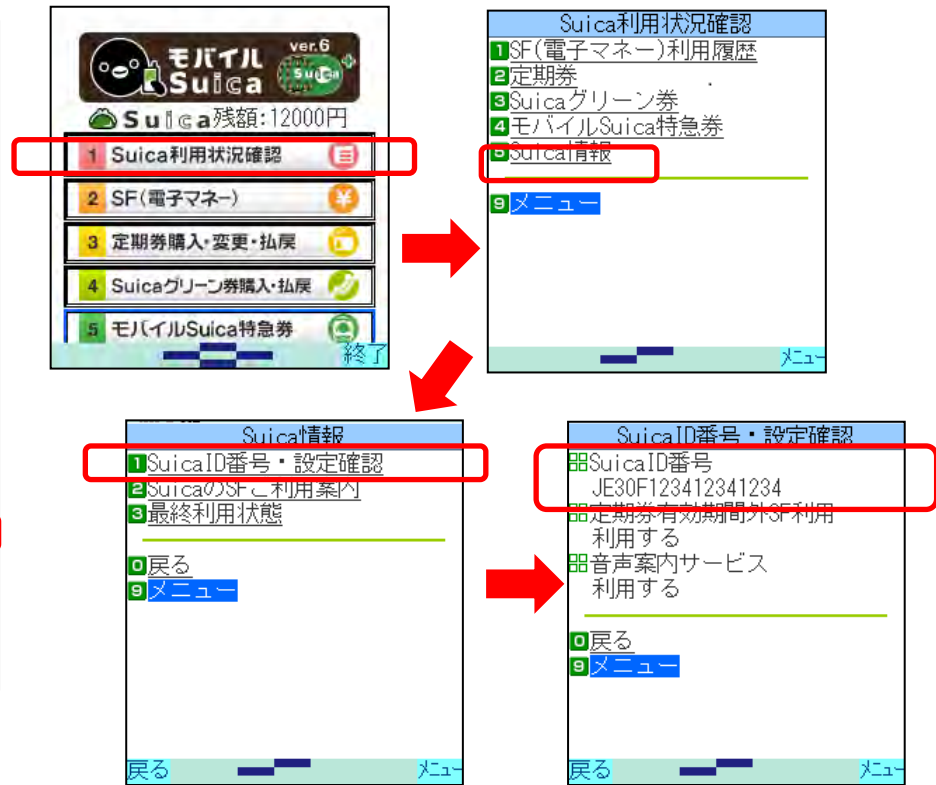 モバイル
Suica
ver.6
Suica
Suica残額:12000円
1 Suica利用状況確認
2 SF(電子マネー)
3 定期券購入・変更・払戻
4 Suicaグリーン券購入・払戻
5 モバイルSuica特急券
終了
Suica利用状況確認
1SF(電子マネー)利用履歴
2定期券
3Suicaグリーン券
4モバイルSuica特急券
5Suica情報
9メニュー
メニュー
Suica情報
1SuicaID番号・設定確認
2SuicaのSFご利用案内
3最終利用状態
0戻る
9メニュー
戻る メニュー
SuicaID番号・設定確認
SuicaID番号
JE30F123412341234
定期券有効期間外SF利用
利用する
音声案内サービス
利用する
0戻る
9メニュー
戻る メニュー